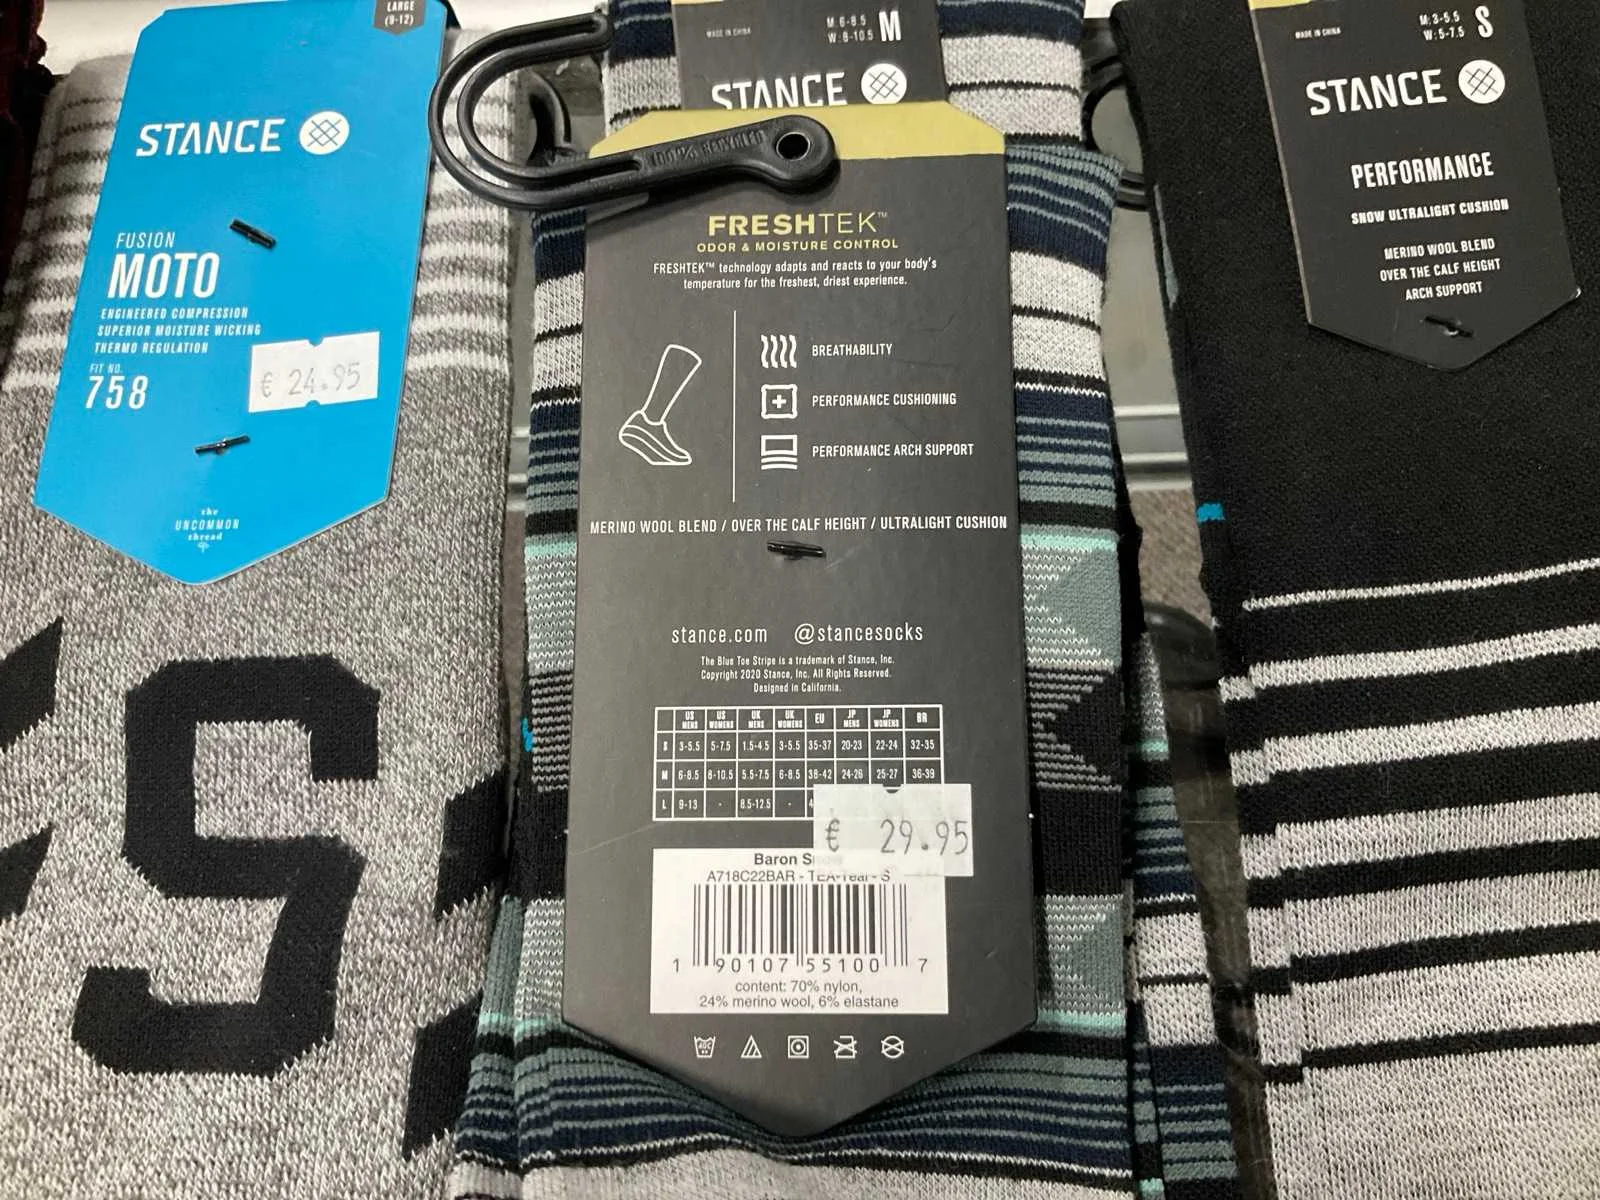 LARGE
(9-12)
STANCE
FUSION
MOTO
ENGINEERED COMPRESSION
SUPERIOR MOISTURE WICKING
THERMO REGULATION
FIT NO.
758
€ 24.95
the
UNCOMMON
thread
S
MADE IN CHINA
M: 6-8.5
W: 8-10.5
M
STANCE
100% RECYCLED
FRESHTEK™
ODOR & MOISTURE CONTROL
FRESHTEK™ technology adapts and reacts to your body's
temperature for the freshest, driest experience.
BREATHABILITY
PERFORMANCE CUSHIONING
PERFORMANCE ARCH SUPPORT
MERINO WOOL BLEND / OVER THE CALF HEIGHT / ULTRALIGHT CUSHION
stance.com @stancesocks
The Blue Toe Stripe is a trademark of Stance, Inc.
Copyright 2020 Stance, Inc. All Rights Reserved.
Designed in California.
US MENS US WOMENS UK MENS UK WOMENS EU JP MENS JP WOMENS BR
S 3-5.5 5-7.5 1.5-4.5 3-5.5 35-37 20-23 22-24 32-35
M 6-8.5 8-10.5 5.5-7.5 6-8.5 38-42 24-26 25-27 36-39
L 9-13 - 8.5-12.5 - 4
€ 29.95
Baron
A718C22BAR - TEA-Teal - S
1 90107 55100 7
content: 70% nylon,
24% merino wool, 6% elastane
MADE IN CHINA
M: 3-5.5
W: 5-7.5
S
STANCE
PERFORMANCE
SNOW ULTRALIGHT CUSHION
MERINO WOOL BLEND
OVER THE CALF HEIGHT
ARCH SUPPORT